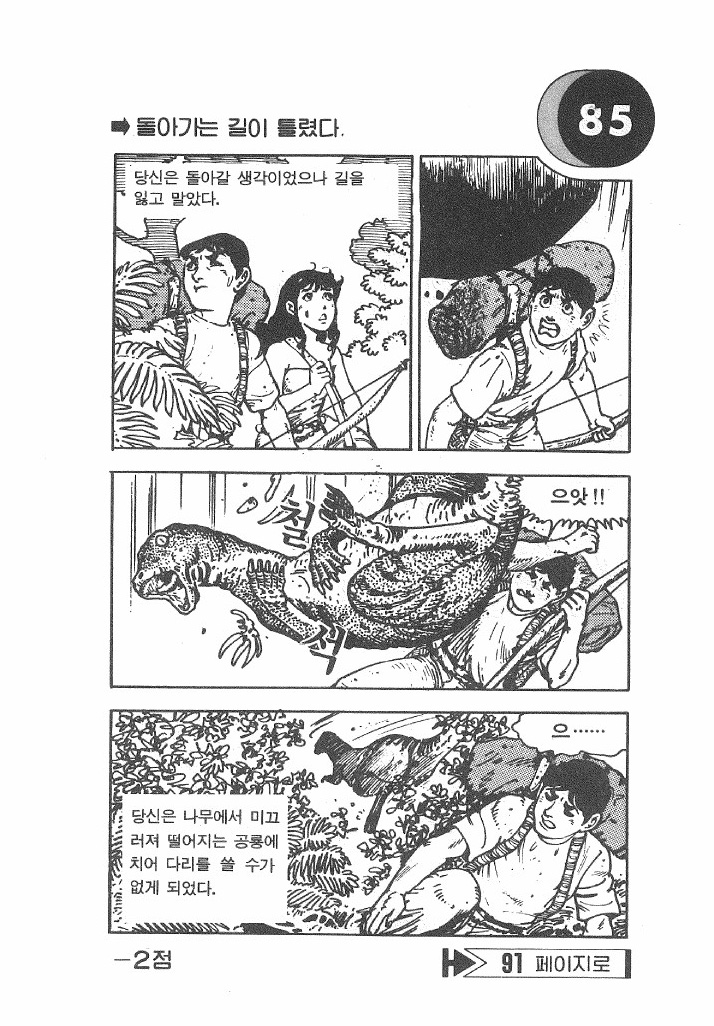 85
➡ 돌아가는 길이 틀렸다.
당신은 돌아갈 생각이었으나 길을
잃고 말았다.
으앗!!
첨
석
으……
당신은 나무에서 미끄
러져 떨어지는 공룡에
치어 다리를 쓸 수가
없게 되었다.
－2점
91 페이지로